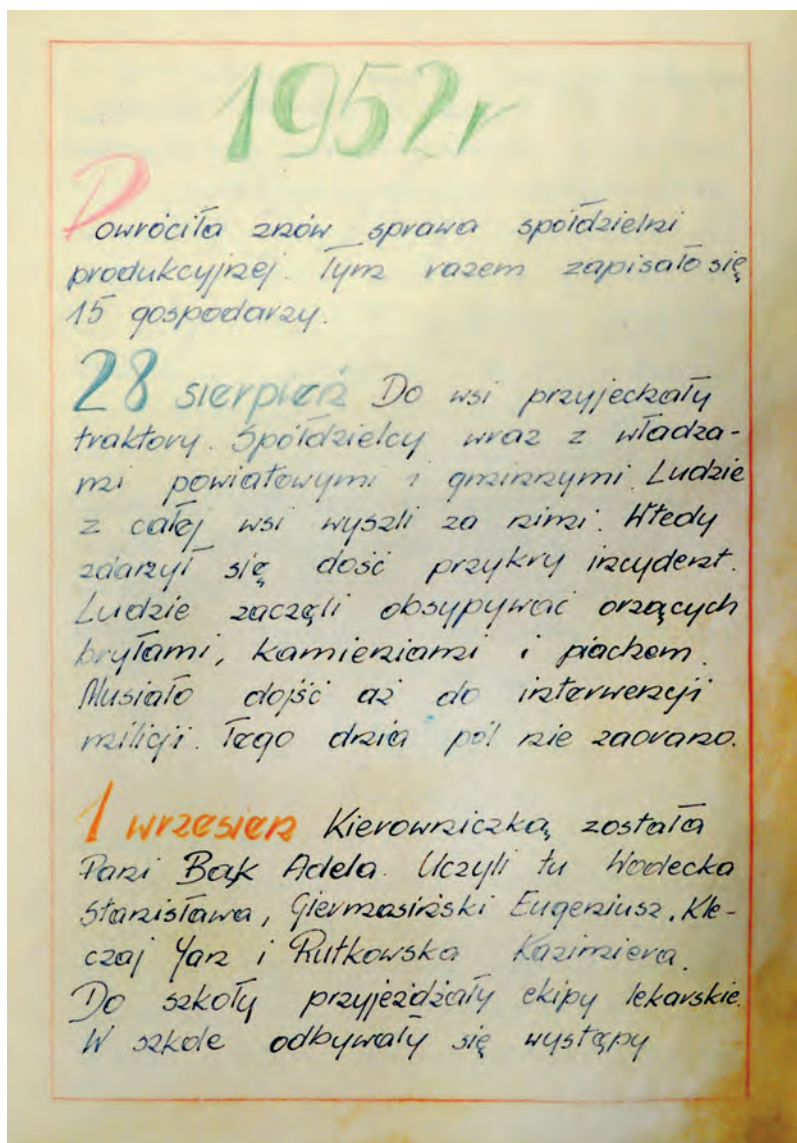 1952r
Powróciła znów sprawa spółdzielni
produkcyjnej. Tym razem zapisało się
15 gospodarzy.
28 sierpień Do wsi przyjechały
traktory. Spółdzielcy wraz z władza-
mi powiatowymi i gminnymi. Ludzie
z całej wsi wyszli za nimi. Wtedy
zdarzył się dość przykry incydent.
Ludzie zaczęli obsypywać orzących
bryłami, kamieniami i piachem.
Musiało dojść aż do interwencji
milicji. Tego dnia pól nie zaorano.
1 wrzesień Kierowniczką została
Pani Bąk Adela. Uczyli tu Wodecka
Stanisława, Giermasiński Eugeniusz, Kle-
czaj Jan i Rutkowska Kazimiera.
Do szkoły przyjeżdżały ekipy lekarskie.
W szkole odbywały się występy